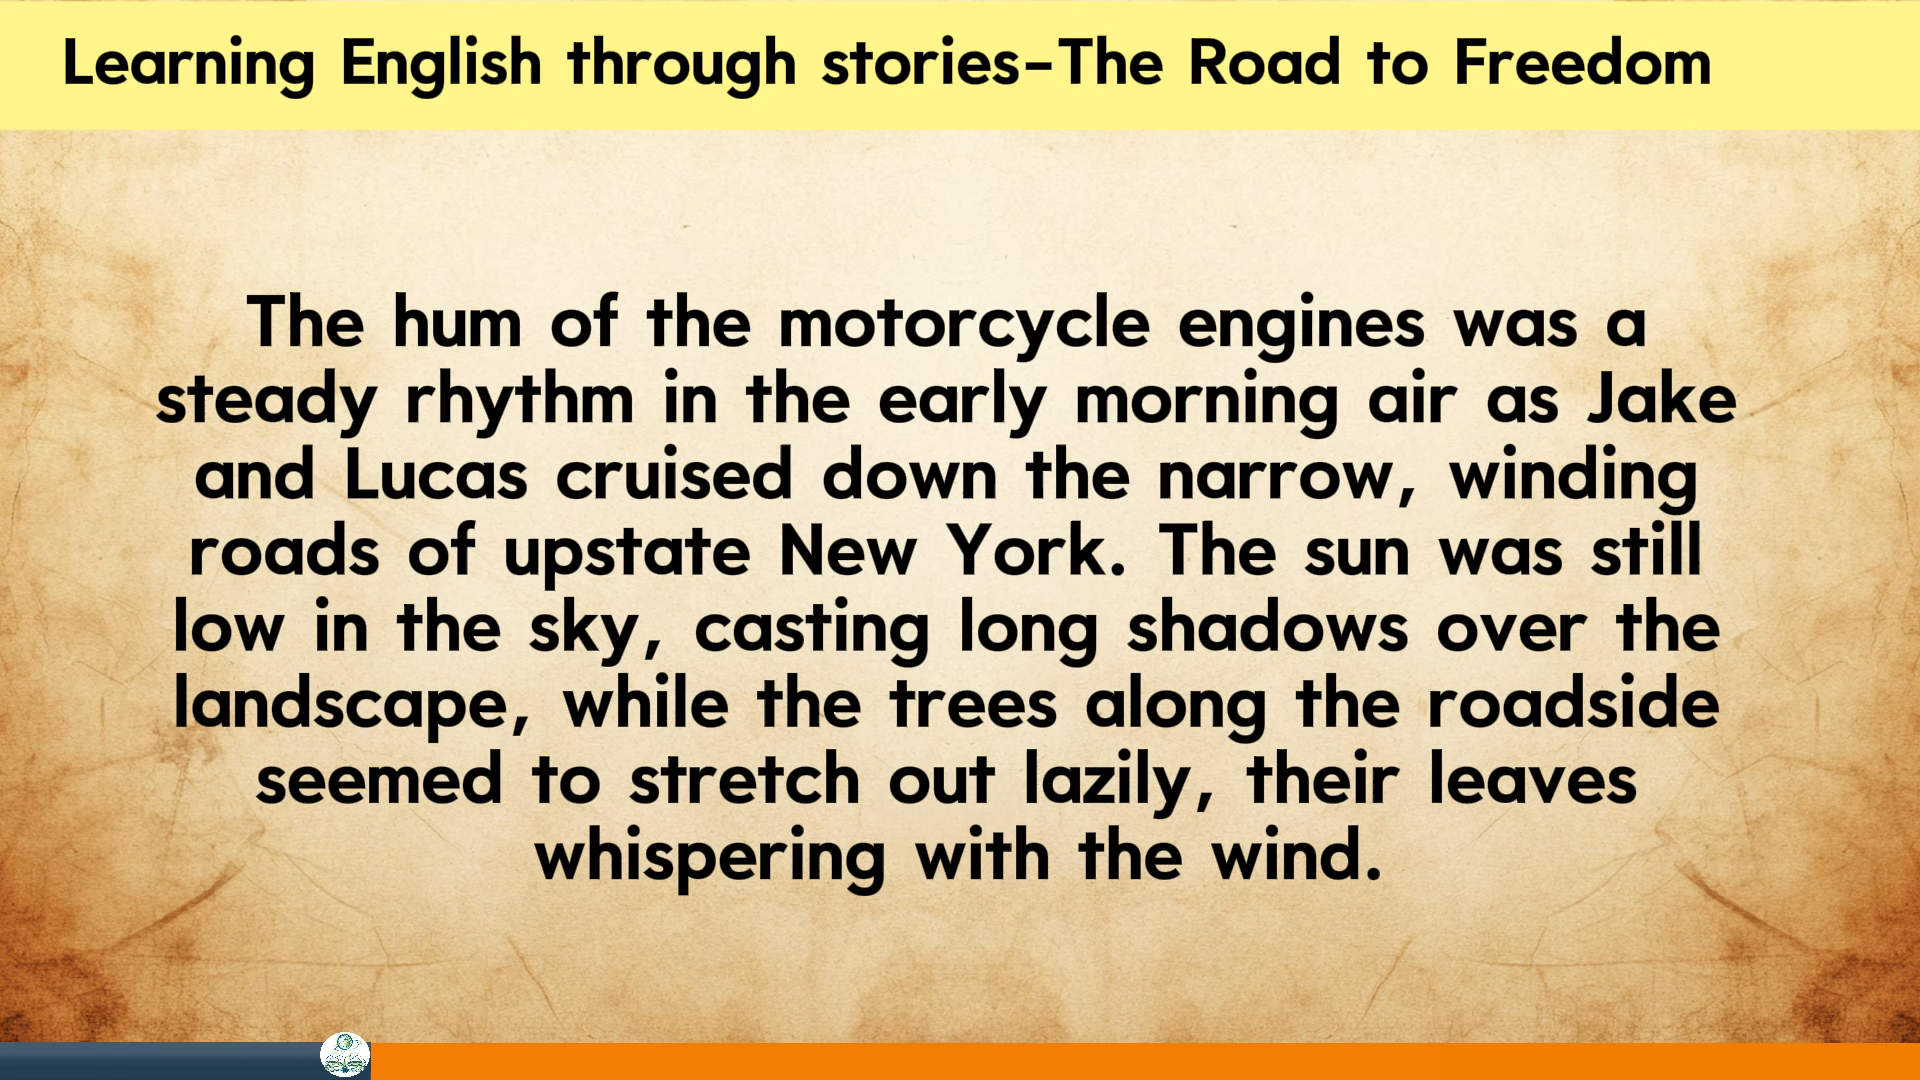 Learning English through stories-The Road to Freedom
The hum of the motorcycle engines was a
steady rhythm in the early morning air as Jake
and Lucas cruised down the narrow, winding
roads of upstate New York. The sun was still
low in the sky, casting long shadows over the
landscape, while the trees along the roadside
seemed to stretch out lazily, their leaves
whispering with the wind.